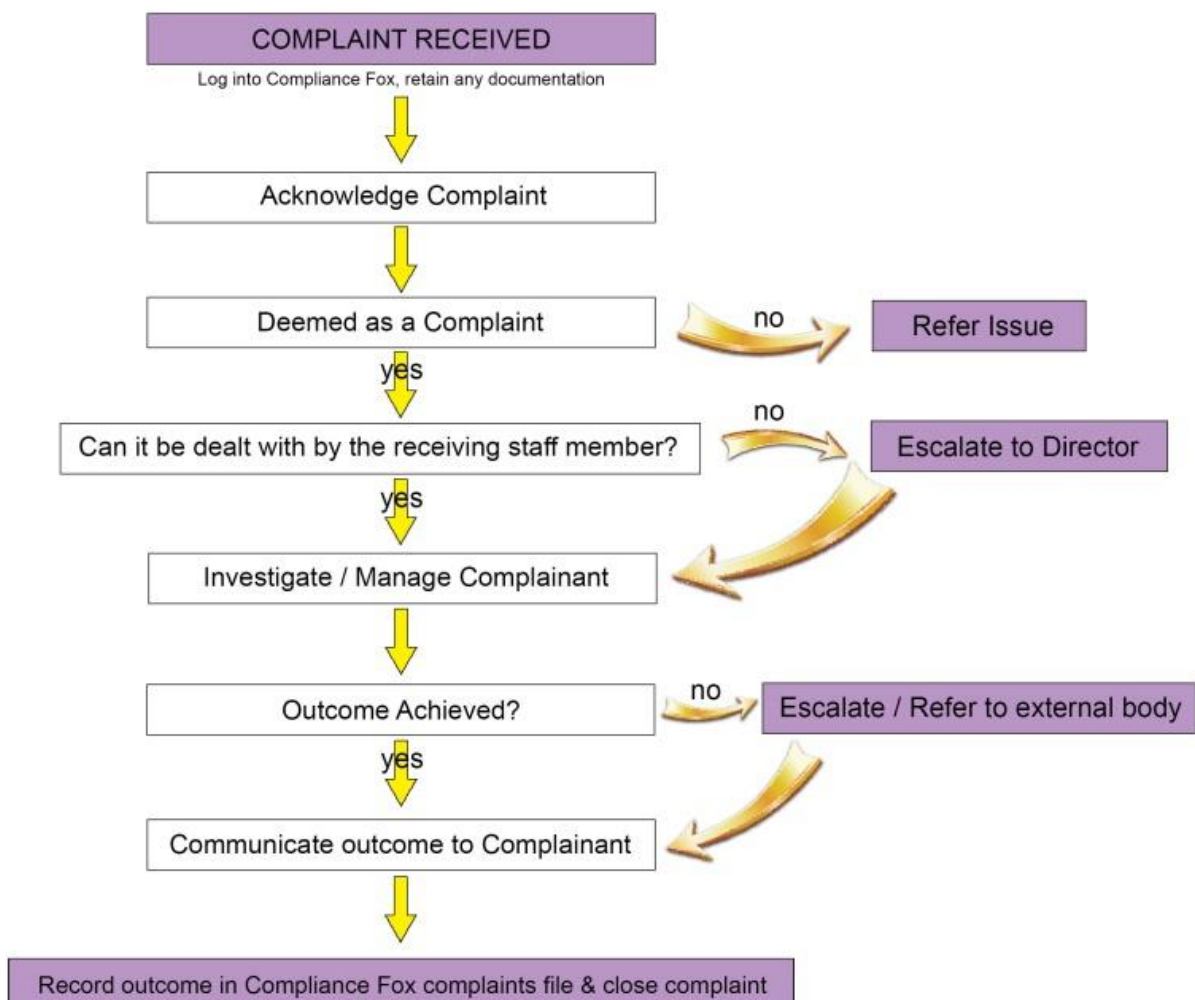 COMPLAINT RECEIVED
Log into Compliance Fox, retain any documentation
Acknowledge Complaint
Deemed as a Complaint
no
Refer Issue
yes
Can it be dealt with by the receiving staff member?
no
Escalate to Director
yes
Investigate / Manage Complainant
Outcome Achieved?
no
Escalate / Refer to external body
yes
Communicate outcome to Complainant
Record outcome in Compliance Fox complaints file & close complaint